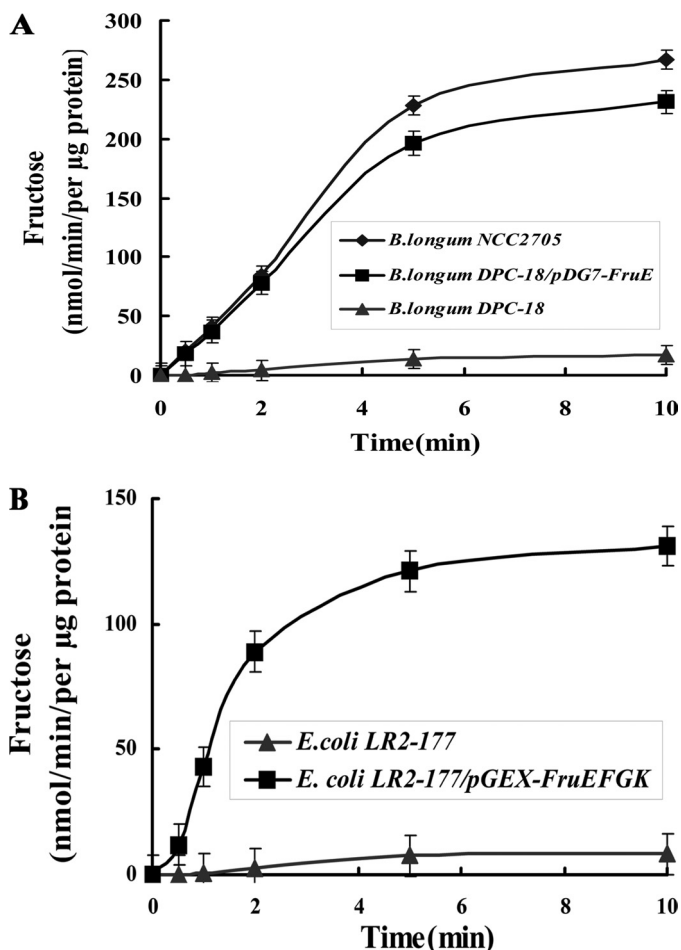 A
300
250
200
150
100
50
0
Fructose
(nmol/min/per µg protein)
B.longum NCC2705
B.longum DPC-18/pDG7-FruE
B.longum DPC-18
0 2 4 6 8 10
Time(min)
B
150
100
50
0
Fructose
(nmol/min/per µg protein
E.coli LR2-177
E. coli LR2-177/pGEX-FruEFGK
0 2 4 6 8 10
Time(min)